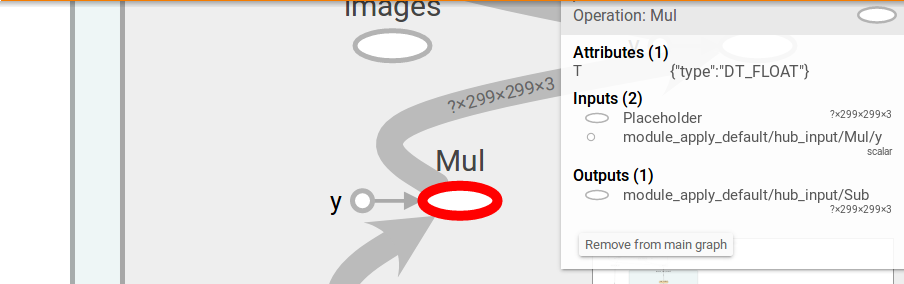 images
?×299×299×3
Mul
y
Operation: Mul
Attributes (1)
T {"type":"DT_FLOAT"}
Inputs (2)
Placeholder
?×299×299×3
module_apply_default/hub_input/Mul/y
scalar
Outputs (1)
module_apply_default/hub_input/Sub
?×299×299×3
Remove from main graph